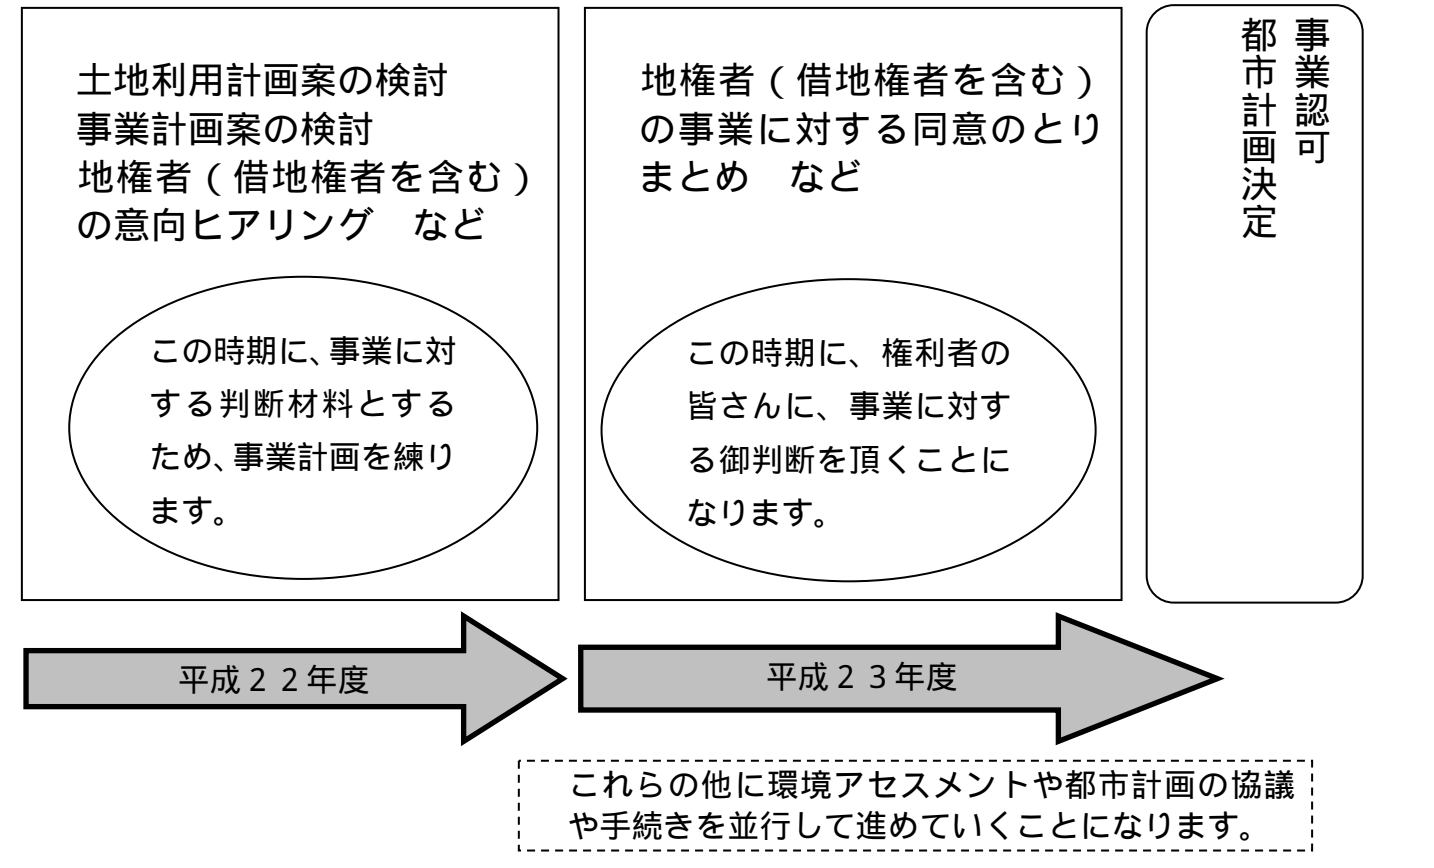 土地利用計画案の検討
事業計画案の検討
地権者（借地権者を含む）
の意向ヒアリング　など
この時期に、事業に対
する判断材料とする
ため、事業計画を練り
ます。
地権者（借地権者を含む）
の事業に対する同意のとり
まとめ　など
この時期に、権利者の
皆さんに、事業に対す
る御判断を頂くことに
なります。
事業認可
都市計画決定
平成２２年度
平成２３年度
これらの他に環境アセスメントや都市計画の協議
や手続きを並行して進めていくことになります。